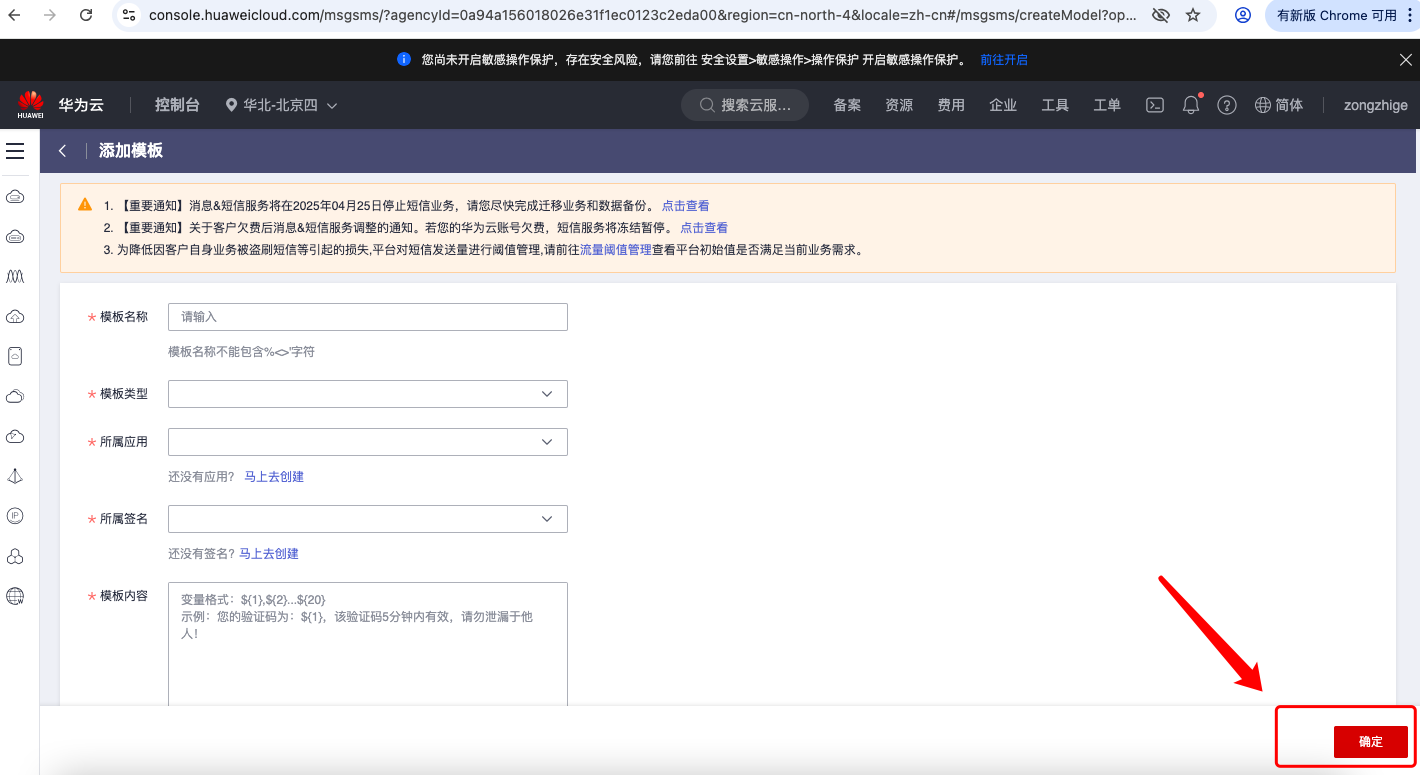 console.huaweicloud.com/msgsms/?agencyId=0a94a156018026e31f1ec0123c2eda00&region=cn-north-4&locale=zh-cn#/msgsms/createModel?op...
有新版 Chrome 可用
您尚未开启敏感操作保护，存在安全风险，请您前往 安全设置>敏感操作>操作保护 开启敏感操作保护。 前往开启
HUAWEI 华为云 控制台 华北-北京四 搜索云服... 备案 资源 费用 企业 工具 工单 简体 zongzhige
添加模板
1. 【重要通知】消息&短信服务将在2025年04月25日停止短信业务，请您尽快完成迁移业务和数据备份。 点击查看
2. 【重要通知】关于客户欠费后消息&短信服务调整的通知。若您的华为云账号欠费，短信服务将冻结暂停。 点击查看
3. 为降低因客户自身业务被盗刷短信等引起的损失,平台对短信发送量进行阈值管理,请前往流量阈值管理查看平台初始值是否满足当前业务需求。
* 模板名称 请输入
模板名称不能包含%<>'字符
* 模板类型
* 所属应用
还没有应用? 马上去创建
* 所属签名
还没有签名? 马上去创建
* 模板内容 变量格式：${1},${2}...${20}
示例：您的验证码为：${1}，该验证码5分钟内有效，请勿泄漏于他
人！
IP
W
确定